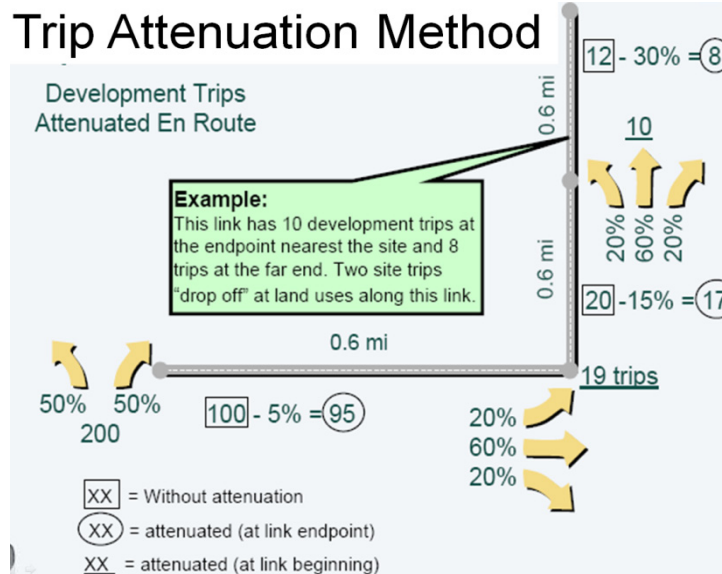 Trip Attenuation Method
Development Trips
Attenuated En Route
12 - 30% = 8
0.6 mi
10
Example:
This link has 10 development trips at
the endpoint nearest the site and 8
trips at the far end. Two site trips
"drop off" at land uses along this link.
20% 60% 20%
0.6 mi
20 -15% = 17
0.6 mi
19 trips
50% 50%
200
100 - 5% = 95
20%
60%
20%
XX = Without attenuation
XX = attenuated (at link endpoint)
XX = attenuated (at link beginning)